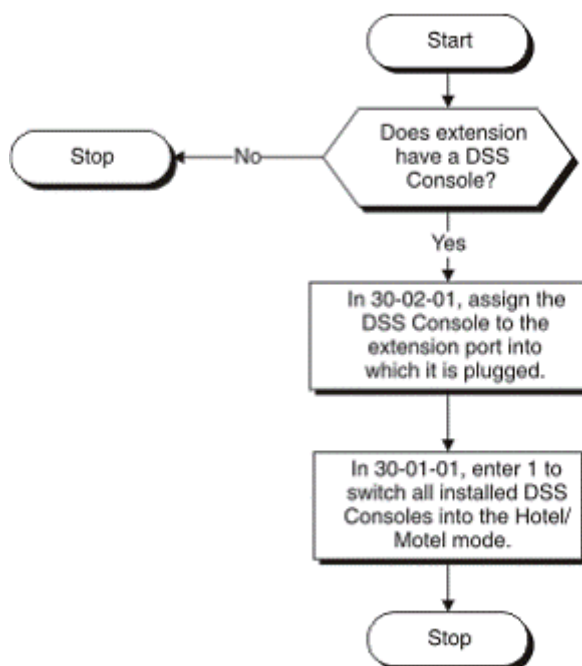 Start
Does extension
have a DSS
Console?
No
Stop
Yes
In 30-02-01, assign the
DSS Console to the
extension port into
which it is plugged.
In 30-01-01, enter 1 to
switch all installed DSS
Consoles into the Hotel/
Motel mode.
Stop